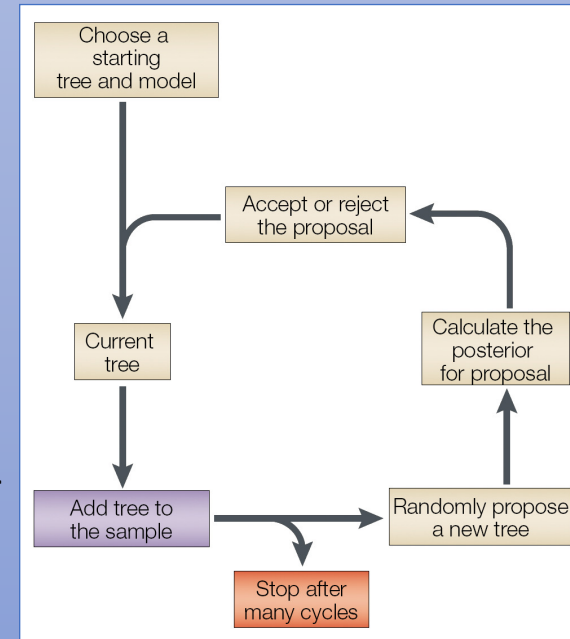 Choose a
starting
tree and model
Accept or reject
the proposal
Current
tree
Calculate the
posterior
for proposal
Add tree to
the sample
Randomly propose
a new tree
Stop after
many cycles